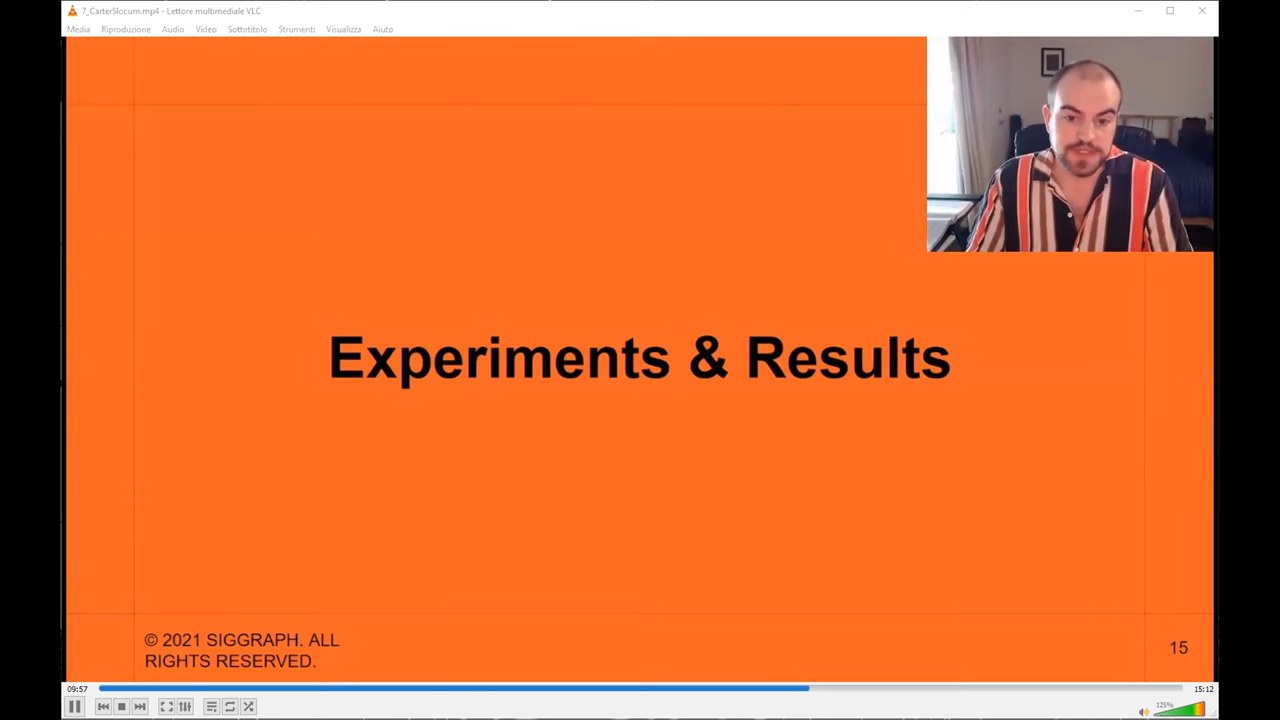 7_CarterSlocum.mp4 - Lettore multimediale VLC
Media Riproduzione Audio Video Sottotitolo Strumenti Visualizza Aiuto
Experiments & Results
© 2021 SIGGRAPH. ALL
RIGHTS RESERVED.
15
09:57
15:12
125%